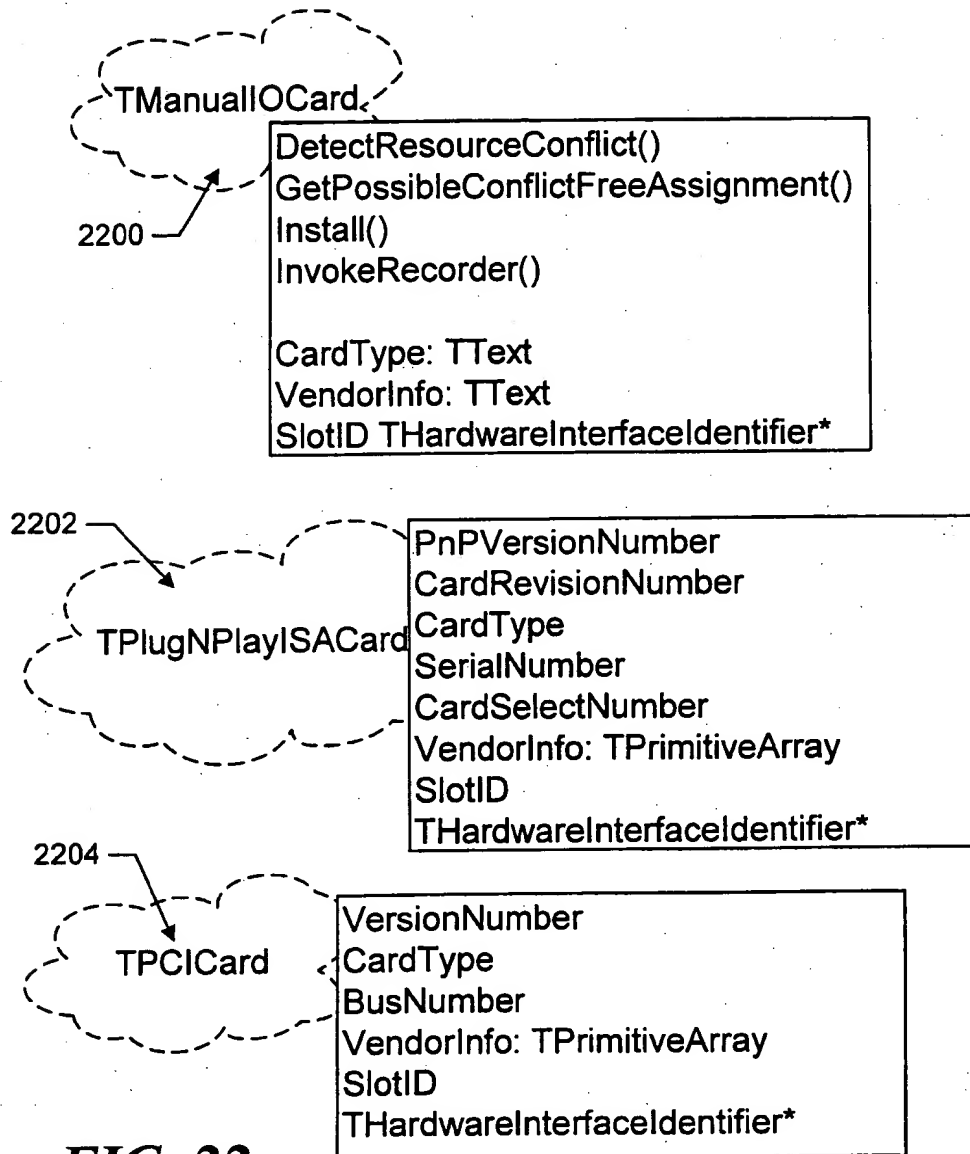 TManualIOCard
DetectResourceConflict()
GetPossibleConflictFreeAssignment()
2200
Install()
InvokeRecorder()
CardType: TText
VendorInfo: TText
SlotID THardwareInterfaceIdentifier*
2202
PnPVersionNumber
CardRevisionNumber
TPlugNPlayISACard
CardType
SerialNumber
CardSelectNumber
VendorInfo: TPrimitiveArray
SlotID
THardwareInterfaceIdentifier*
2204
VersionNumber
TPCICard
CardType
BusNumber
VendorInfo: TPrimitiveArray
SlotID
THardwareInterfaceIdentifier*